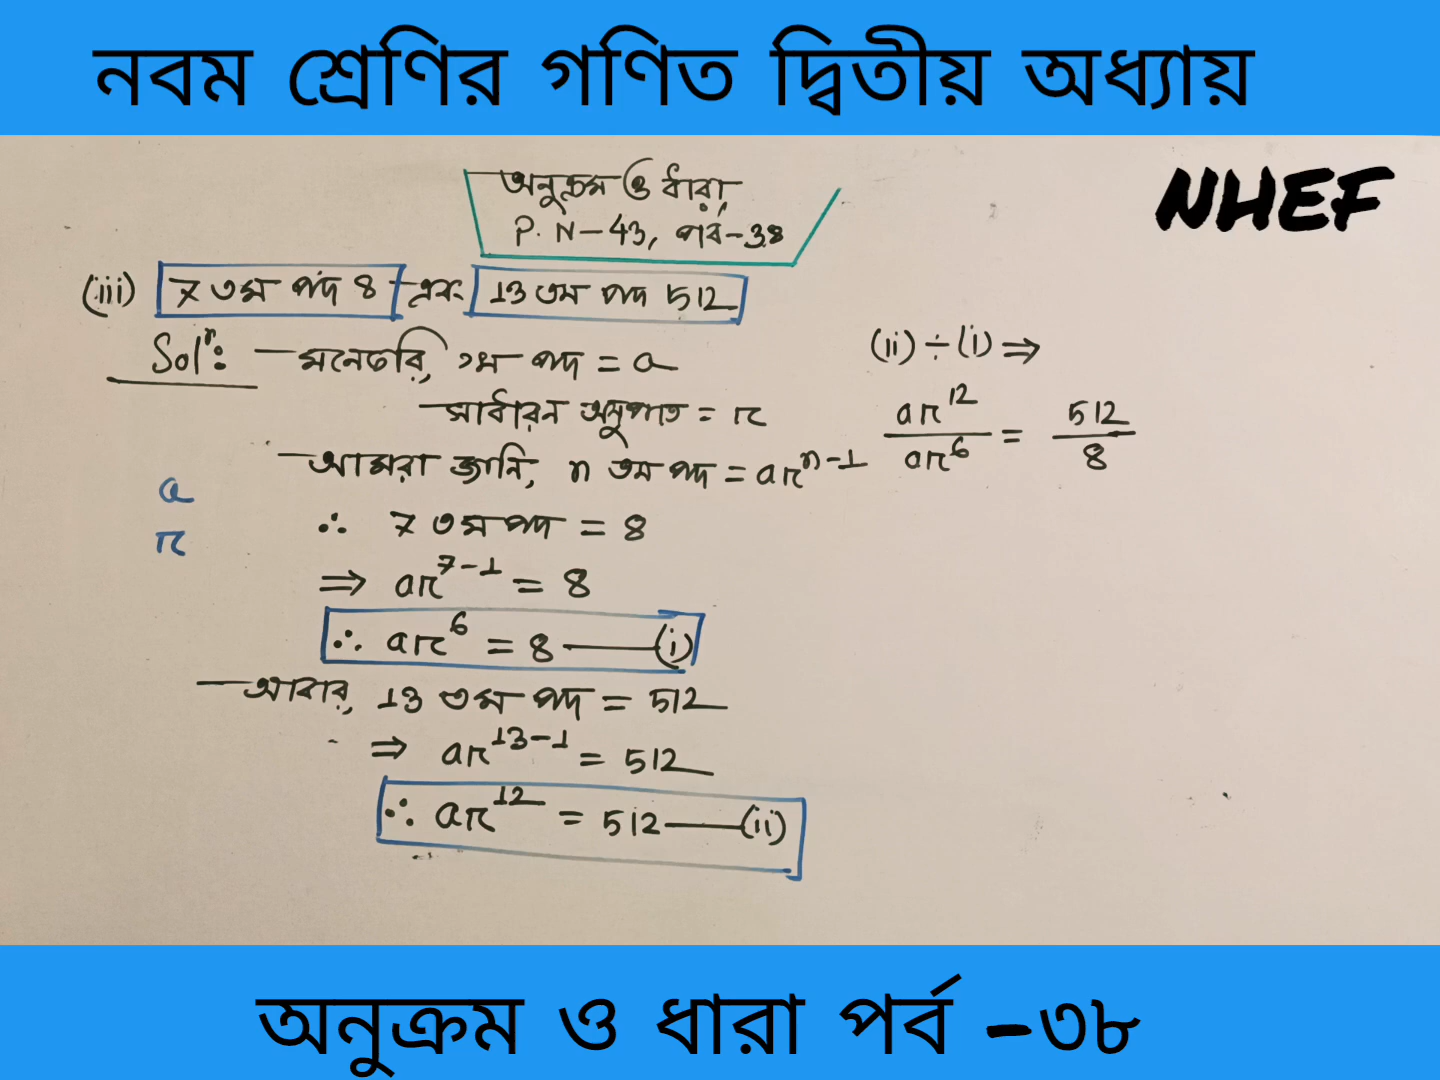 নবম শ্রেণির গণিত দ্বিতীয় অধ্যায়
NHEF
অনুক্রম ও ধারা
P. N-43, পর্ব-38
(iii) 7 তম পদ 8 এবং 13 তম পদ 512
Solⁿ: মনেকরি, ১ম পদ = a
সাধারন অনুপাত = r
আমরা জানি, n তম পদ = arⁿ⁻¹
∴ 7 তম পদ = 8
⇒ ar⁷⁻¹ = 8
∴ ar⁶ = 8 —— (i)
আবার, 13 তম পদ = 512
⇒ ar¹³⁻¹ = 512
∴ ar¹² = 512 —— (ii)
a
r
(ii) ÷ (i) ⇒
ar¹²/ar⁶ = 512/8
অনুক্রম ও ধারা পর্ব -৩৮